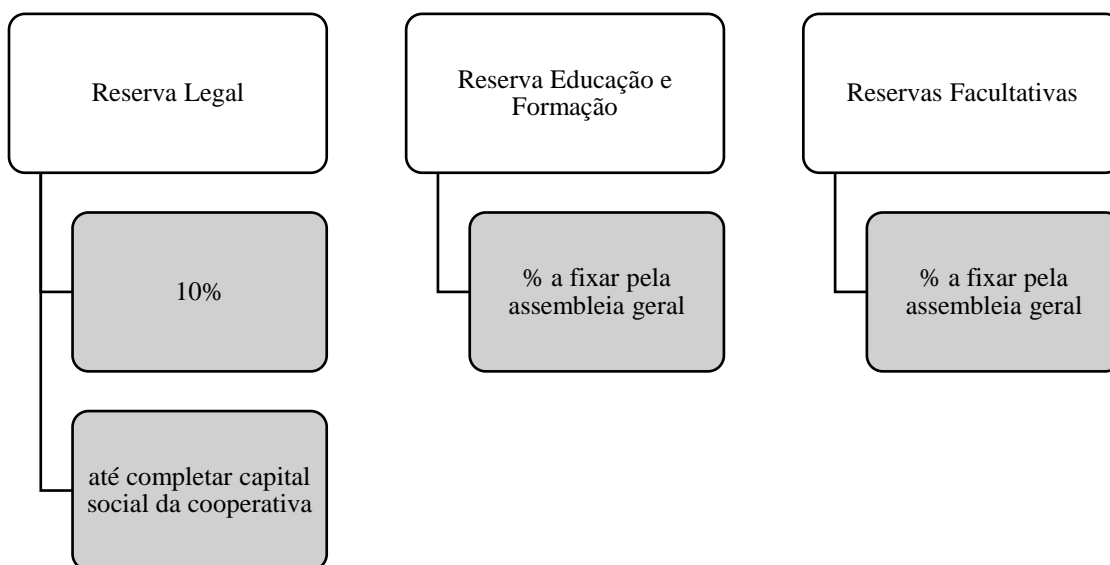 Reserva Legal
10%
até completar capital
social da cooperativa
Reserva Educação e
Formação
% a fixar pela
assembleia geral
Reservas Facultativas
% a fixar pela
assembleia geral